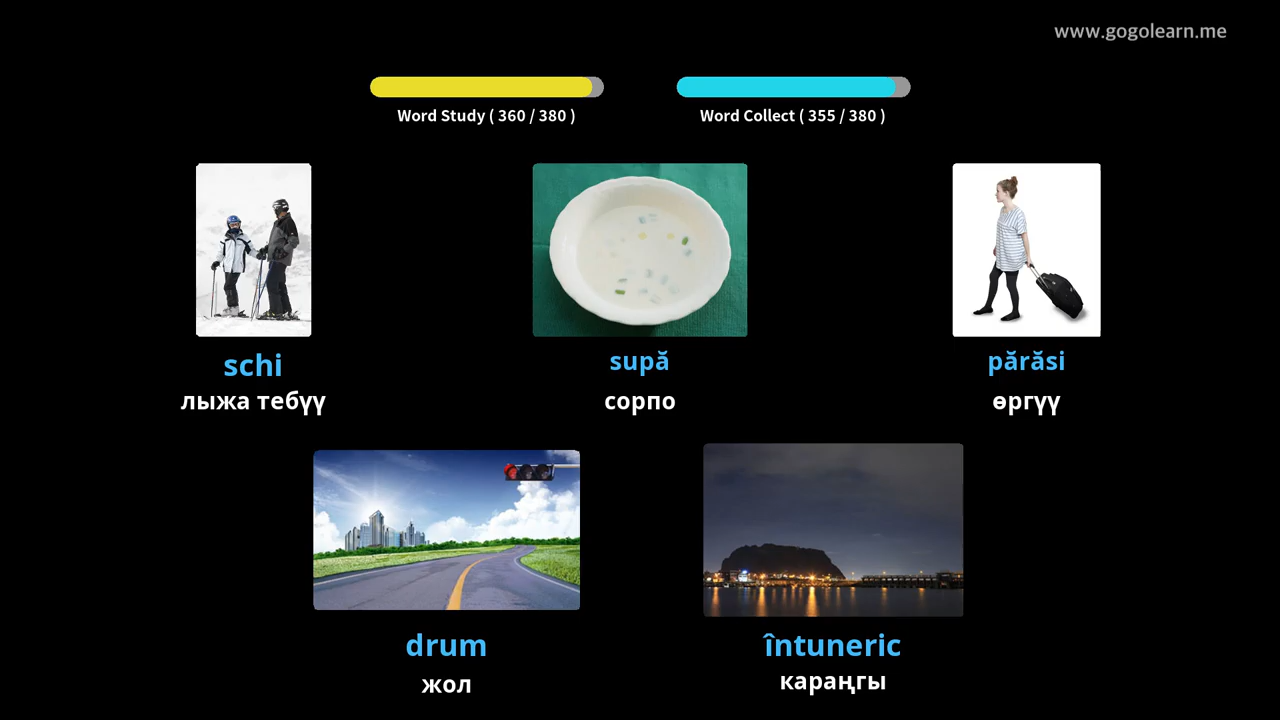 www.gogolearn.me
Word Study ( 360 / 380 )
Word Collect ( 355 / 380 )
schi
лыжа тебүү
supă
сорпо
părăsi
өргүү
drum
жол
întuneric
караңгы